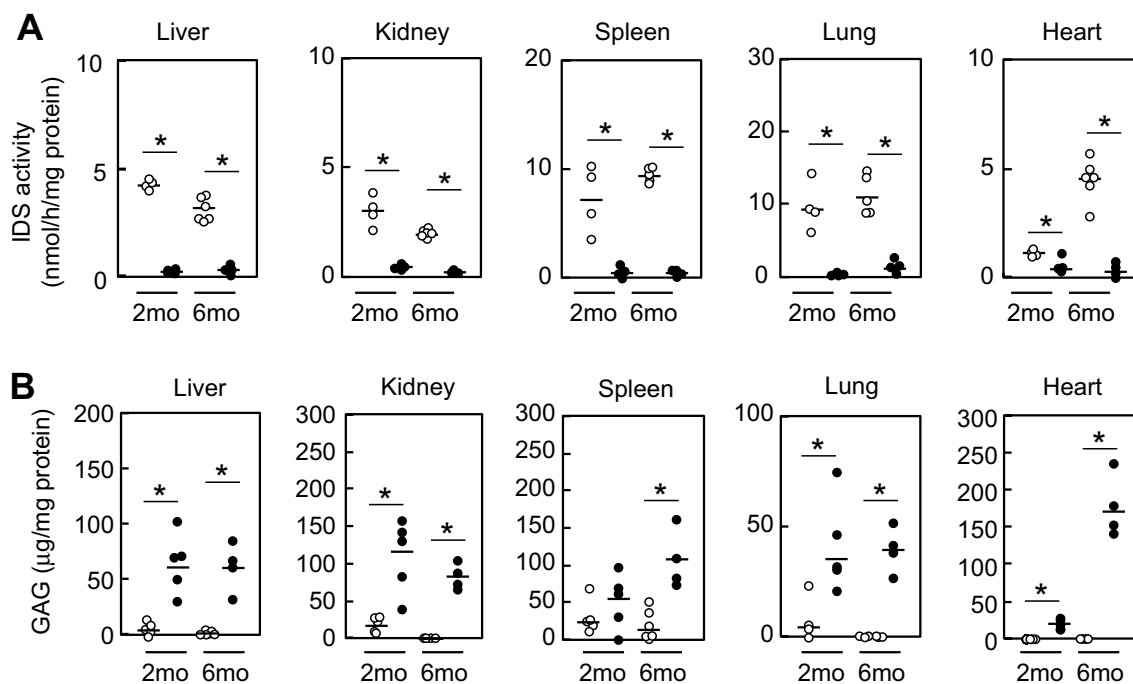 A
Liver Kidney Spleen Lung Heart
IDS activity
(nmol/h/mg protein)
10 10 20 30 10
5 5 10 20 5
10
0 0 0 0 0
* * * * * * * * * *
2mo 6mo 2mo 6mo 2mo 6mo 2mo 6mo 2mo 6mo
B
Liver Kidney Spleen Lung Heart
GAG (μg/mg protein)
200 300 300 100 300
250 250 250
150 200 200 200
100 150 150 50 150
100 100 100
50 50 50 50
0 0 0 0 0
* * * * * * * * *
2mo 6mo 2mo 6mo 2mo 6mo 2mo 6mo 2mo 6mo